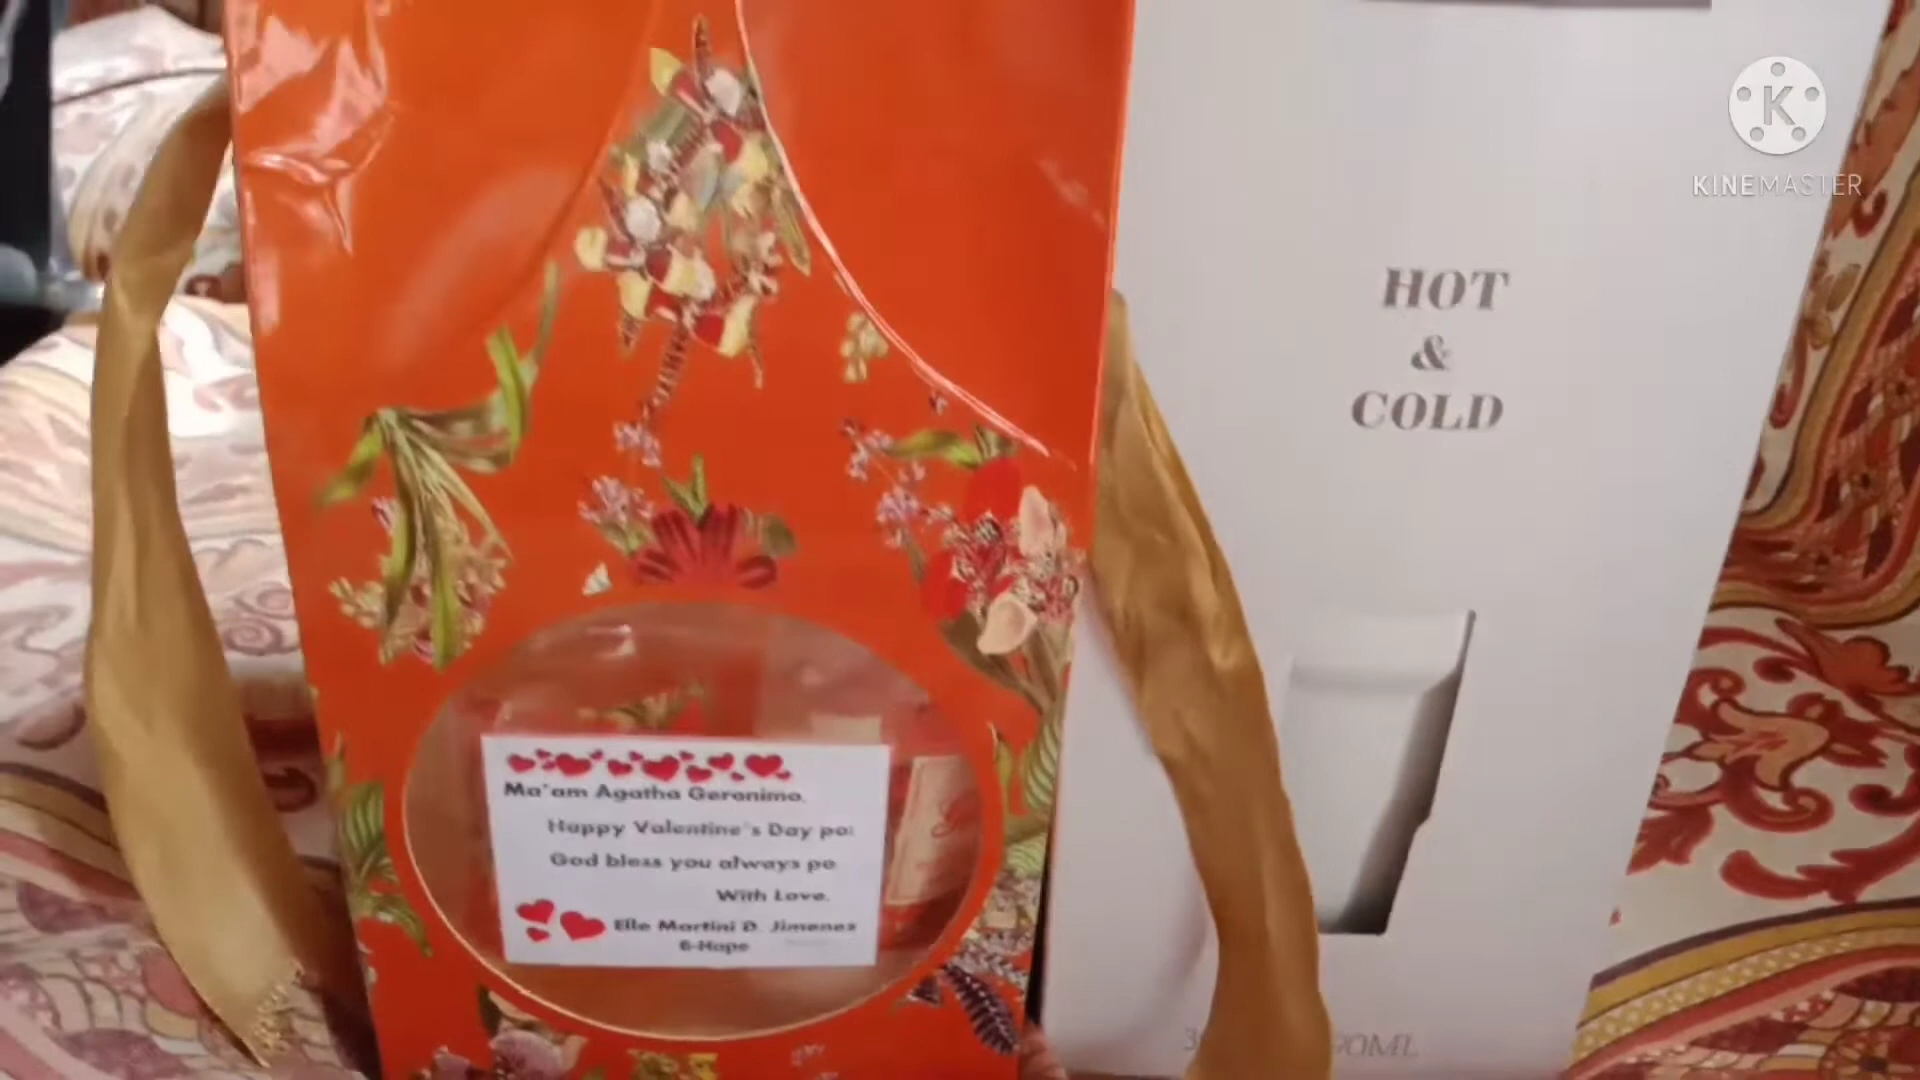 K
KINEMASTER
HOT
&
COLD
Ma'am Agatha Geronimo,
Happy Valentine's Day po!
God bless you always po
With Love,
Elle Martini D. Jimenez
6-Hope